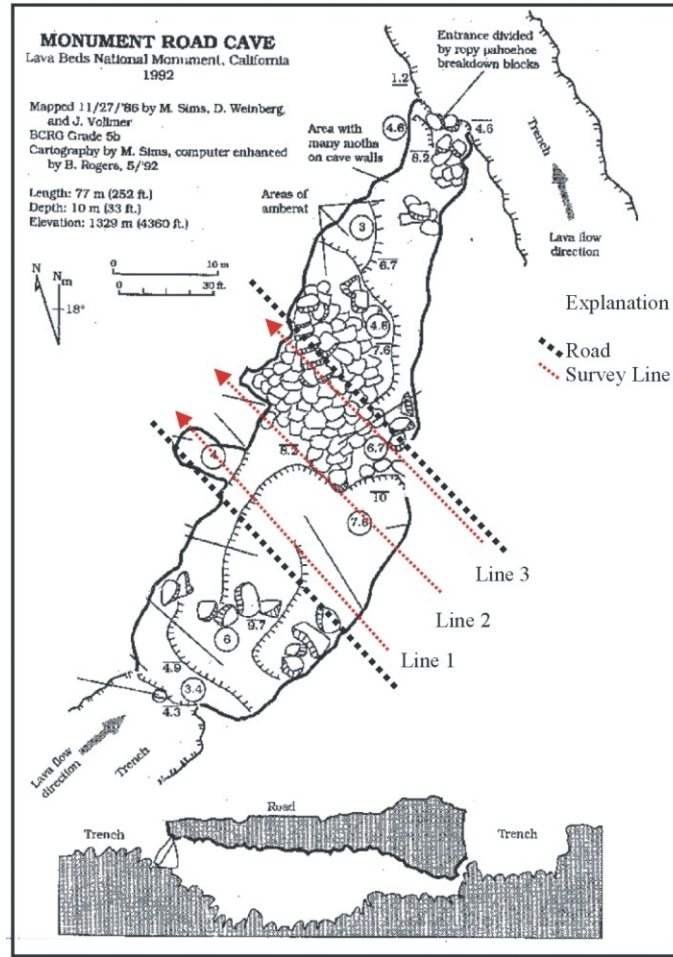 MONUMENT ROAD CAVE
Lava Beds National Monument, California
1992
Mapped 11/27/'86 by M. Sims, D. Weinberg,
and J. Vollmer
BCRG Grade 5b
Cartography by M. Sims, computer enhanced
by B. Rogers, 5/'92
Length: 77 m (252 ft.)
Depth: 10 m (33 ft.)
Elevation: 1329 m (4360 ft.)
N
Nm
18°
0 10 m
0 30 ft.
Entrance divided
by ropy pahoehoe
breakdown blocks
1.2
4.6
4.6
8.2
Area with
many moths
on cave walls
Areas of
amberat
3
6.7
Trench
Lava flow
direction
4.6
7.6
Explanation
Road
Survey Line
8.2
6.7
4
10
7.6
Line 3
Line 2
Line 1
9.7
6
4.9
3.4
4.3
Lava flow
direction
Trench
Trench
Road
Trench